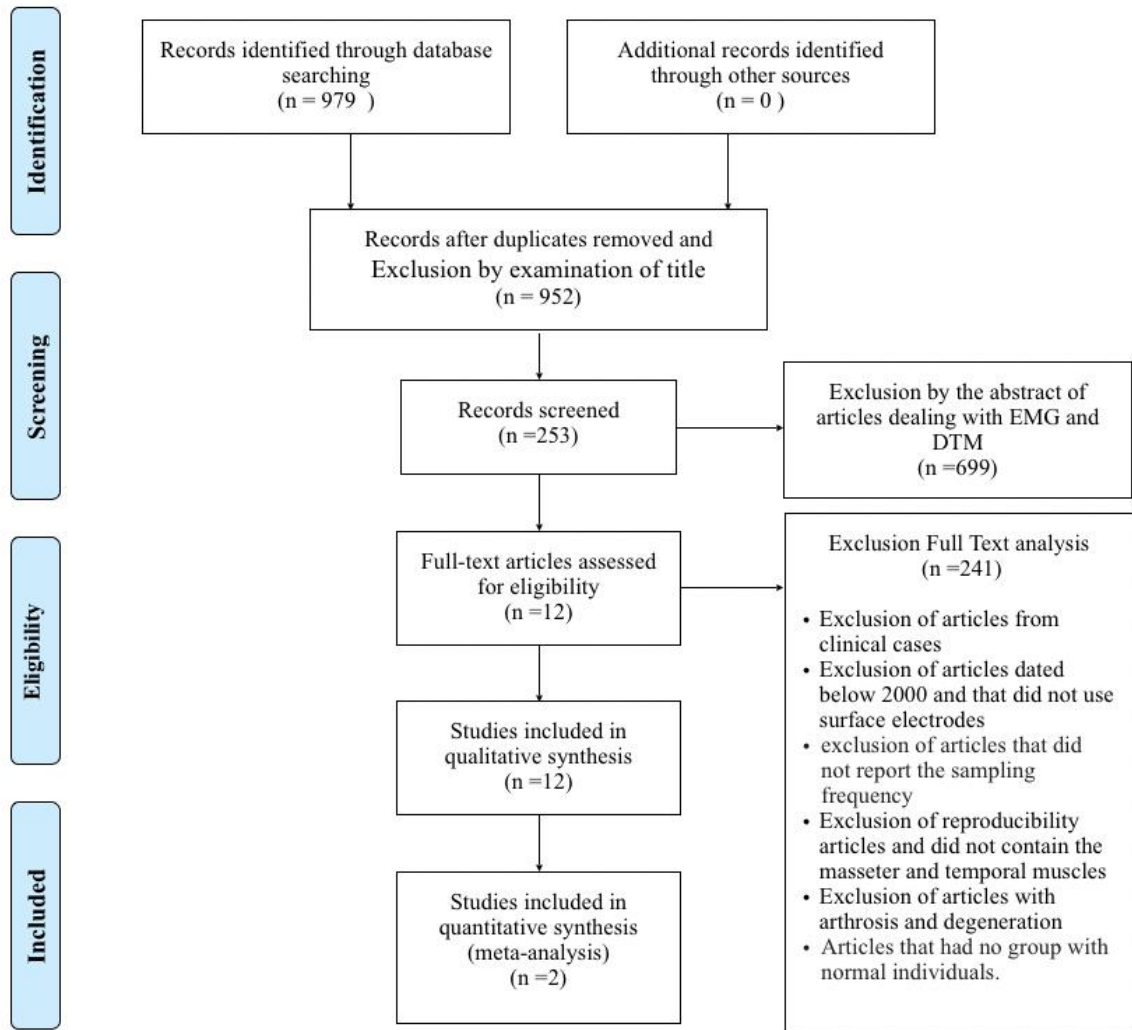 Identification
Records identified through database
searching
(n = 979  )
Additional records identified
through other sources
(n = 0 )
Records after duplicates removed and
Exclusion by examination of title
(n = 952)
Screening
Records screened
(n =253)
Exclusion by the abstract of
articles dealing with EMG and
DTM
(n =699)
Eligibility
Full-text articles assessed
for eligibility
(n =12)
Exclusion Full Text analysis
(n =241)
• Exclusion of articles from
clinical cases
• Exclusion of articles dated
below 2000 and that did not use
surface electrodes
• exclusion of articles that did
not report the sampling
frequency
• Exclusion of reproducibility
articles and did not contain the
masseter and temporal muscles
• Exclusion of articles with
arthrosis and degeneration
• Articles that had no group with
normal individuals.
Studies included in
qualitative synthesis
(n =12)
Included
Studies included in
quantitative synthesis
(meta-analysis)
(n =2)